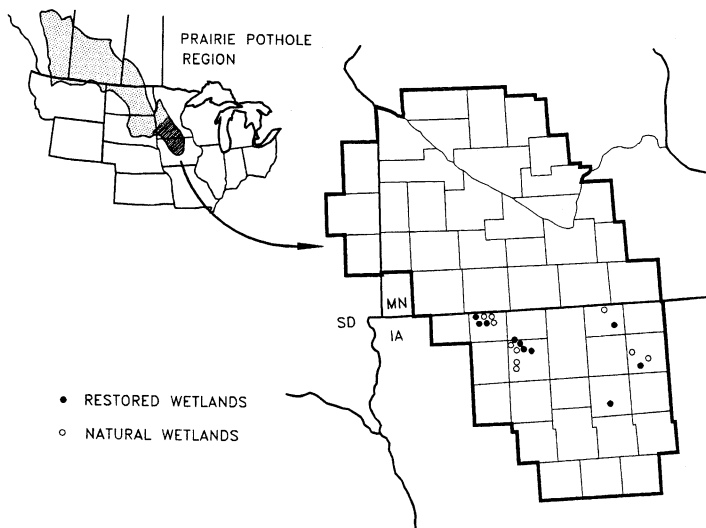 PRAIRIE POTHOLE
REGION
MN
SD
IA
RESTORED WETLANDS
NATURAL WETLANDS